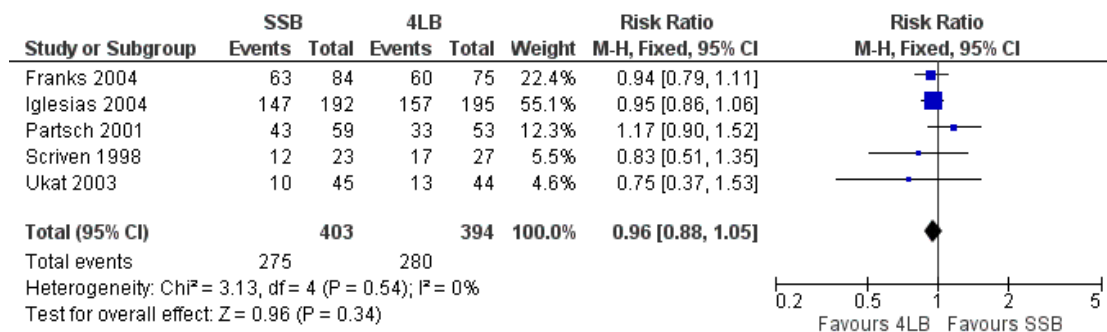 SSB 4LB Risk Ratio Risk Ratio
Study or Subgroup Events Total Events Total Weight M-H, Fixed, 95% CI M-H, Fixed, 95% CI
Franks 2004 63 84 60 75 22.4% 0.94 [0.79, 1.11]
Iglesias 2004 147 192 157 195 55.1% 0.95 [0.86, 1.06]
Partsch 2001 43 59 33 53 12.3% 1.17 [0.90, 1.52]
Scriven 1998 12 23 17 27 5.5% 0.83 [0.51, 1.35]
Ukat 2003 10 45 13 44 4.6% 0.75 [0.37, 1.53]
Total (95% CI) 403 394 100.0% 0.96 [0.88, 1.05]
Total events 275 280
Heterogeneity: Chi² = 3.13, df = 4 (P = 0.54); I² = 0%
Test for overall effect: Z = 0.96 (P = 0.34)
0.2 0.5 1 2 5
Favours 4LB Favours SSB